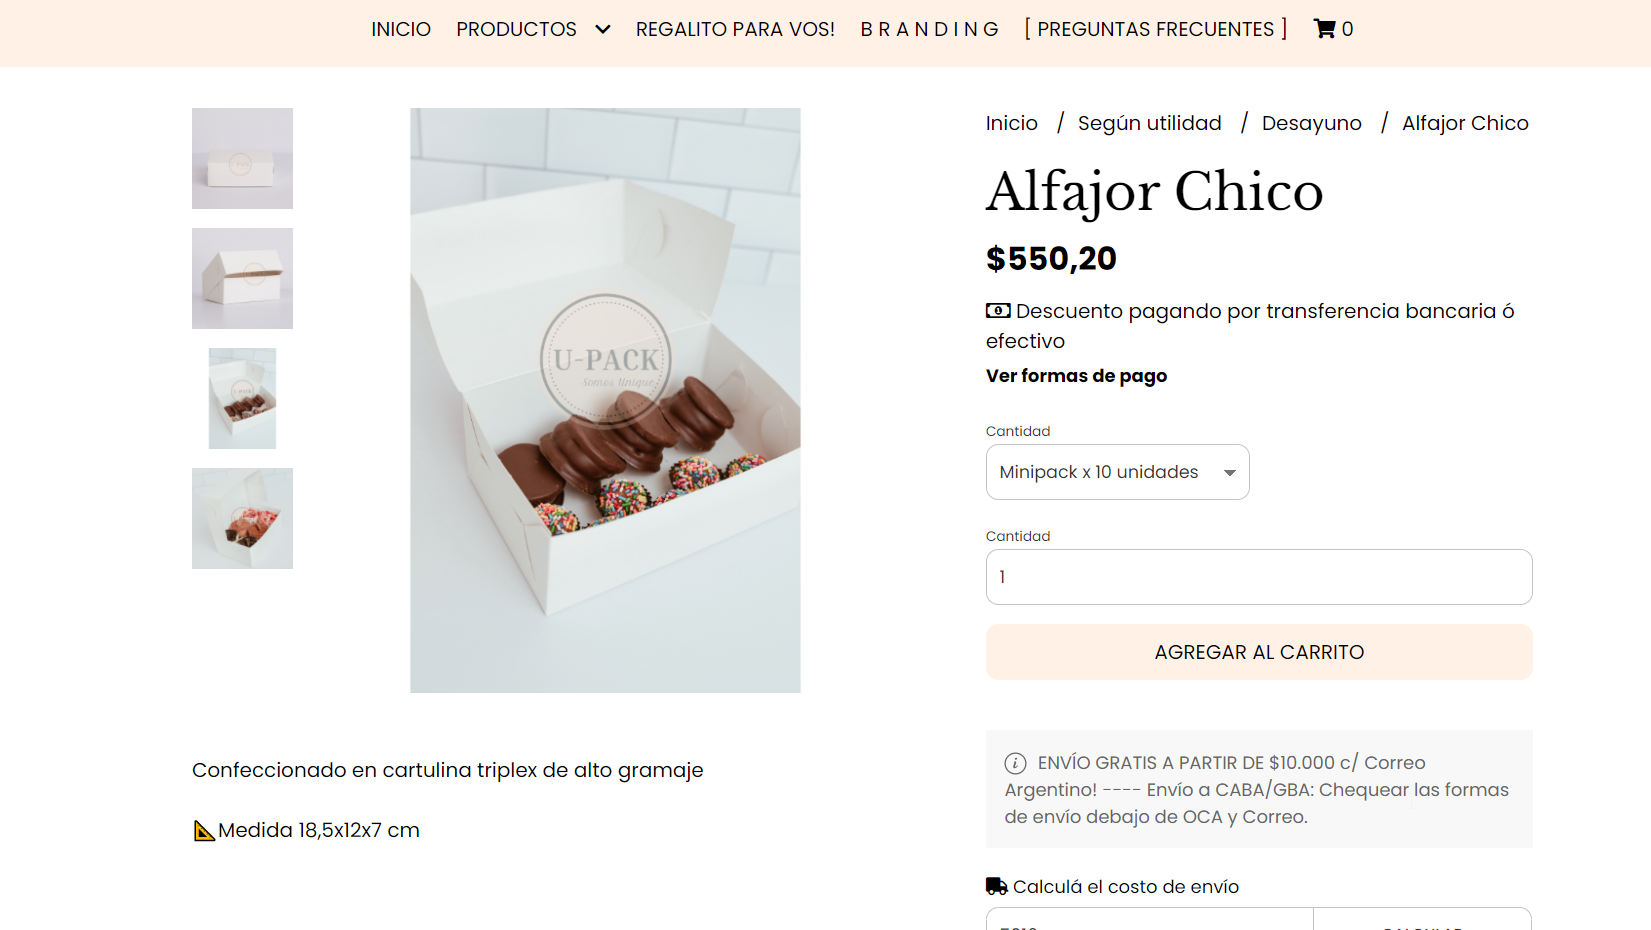 INICIO PRODUCTOS REGALITO PARA VOS! B R A N D I N G [ PREGUNTAS FRECUENTES ] 0
Inicio / Según utilidad / Desayuno / Alfajor Chico
Alfajor Chico
$550,20
Descuento pagando por transferencia bancaria ó
efectivo
Ver formas de pago
Cantidad
Minipack x 10 unidades
Cantidad
1
AGREGAR AL CARRITO
ENVÍO GRATIS A PARTIR DE $10.000 c/ Correo
Argentino! ---- Envío a CABA/GBA: Chequear las formas
de envío debajo de OCA y Correo.
Calculá el costo de envío
U-PACK
Somos Unique
Confeccionado en cartulina triplex de alto gramaje
Medida 18,5x12x7 cm